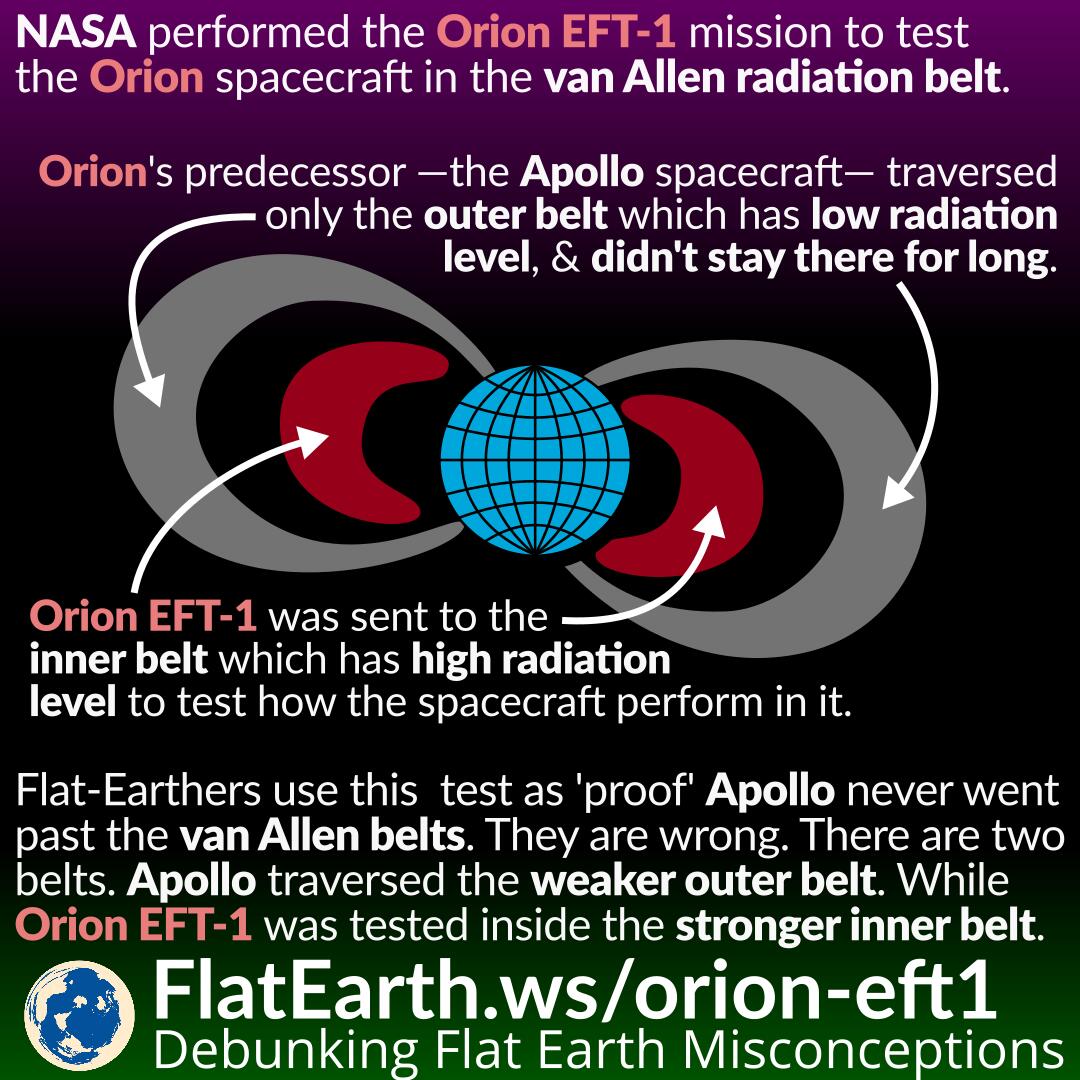 NASA performed the Orion EFT-1 mission to test
the Orion spacecraft in the van Allen radiation belt.
Orion's predecessor —the Apollo spacecraft— traversed
only the outer belt which has low radiation
level, & didn't stay there for long.
Orion EFT-1 was sent to the
inner belt which has high radiation
level to test how the spacecraft perform in it.
Flat-Earthers use this  test as 'proof' Apollo never went
past the van Allen belts. They are wrong. There are two
belts. Apollo traversed the weaker outer belt. While
Orion EFT-1 was tested inside the stronger inner belt.
FlatEarth.ws/orion-eft1
Debunking Flat Earth Misconceptions